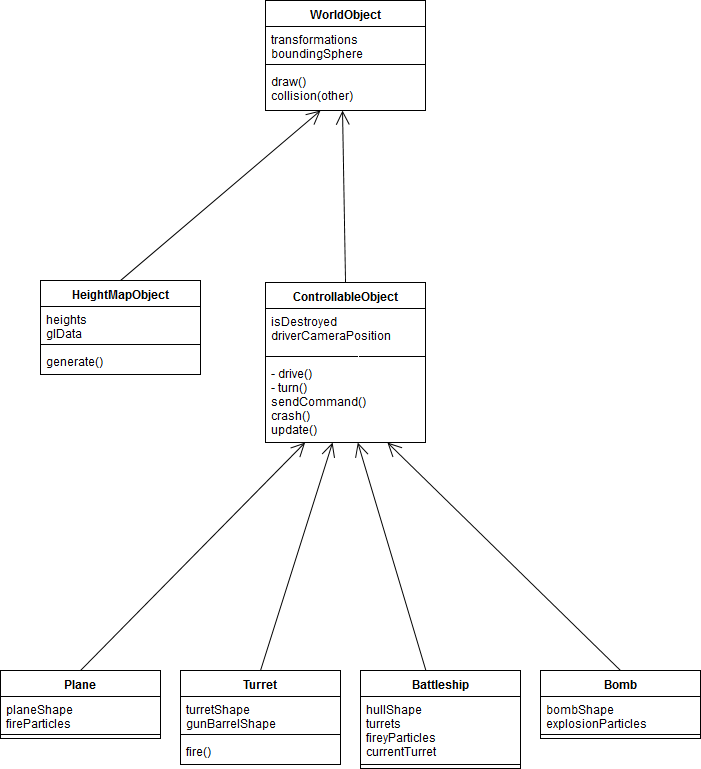 WorldObject
transformations
boundingSphere
draw()
collision(other)
HeightMapObject
heights
glData
generate()
ControllableObject
isDestroyed
driverCameraPosition
- drive()
- turn()
sendCommand()
crash()
update()
Plane
planeShape
fireParticles
Turret
turretShape
gunBarrelShape
fire()
Battleship
hullShape
turrets
fireyParticles
currentTurret
Bomb
bombShape
explosionParticles